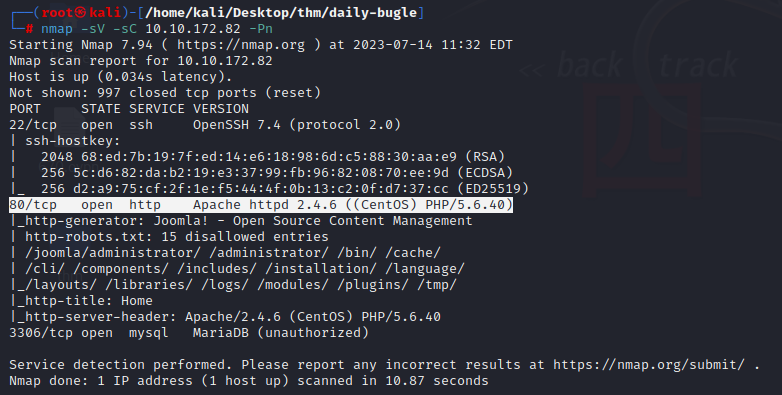 ┌──(root㉿kali)-[/home/kali/Desktop/thm/daily-bugle]
└─# nmap -sV -sC 10.10.172.82 -Pn
Starting Nmap 7.94 ( https://nmap.org ) at 2023-07-14 11:32 EDT
Nmap scan report for 10.10.172.82
Host is up (0.034s latency).
Not shown: 997 closed tcp ports (reset)
PORT     STATE SERVICE VERSION
22/tcp   open  ssh     OpenSSH 7.4 (protocol 2.0)
| ssh-hostkey:
|   2048 68:ed:7b:19:7f:ed:14:e6:18:98:6d:c5:88:30:aa:e9 (RSA)
|   256 5c:d6:82:da:b2:19:e3:37:99:fb:96:82:08:70:ee:9d (ECDSA)
|_  256 d2:a9:75:cf:2f:1e:f5:44:4f:0b:13:c2:0f:d7:37:cc (ED25519)
80/tcp   open  http    Apache httpd 2.4.6 ((CentOS) PHP/5.6.40)
|_http-generator: Joomla! - Open Source Content Management
| http-robots.txt: 15 disallowed entries
| /joomla/administrator/ /administrator/ /bin/ /cache/
| /cli/ /components/ /includes/ /installation/ /language/
|_/layouts/ /libraries/ /logs/ /modules/ /plugins/ /tmp/
|_http-title: Home
|_http-server-header: Apache/2.4.6 (CentOS) PHP/5.6.40
3306/tcp open  mysql   MariaDB (unauthorized)
Service detection performed. Please report any incorrect results at https://nmap.org/submit/ .
Nmap done: 1 IP address (1 host up) scanned in 10.87 seconds
<< back track
四